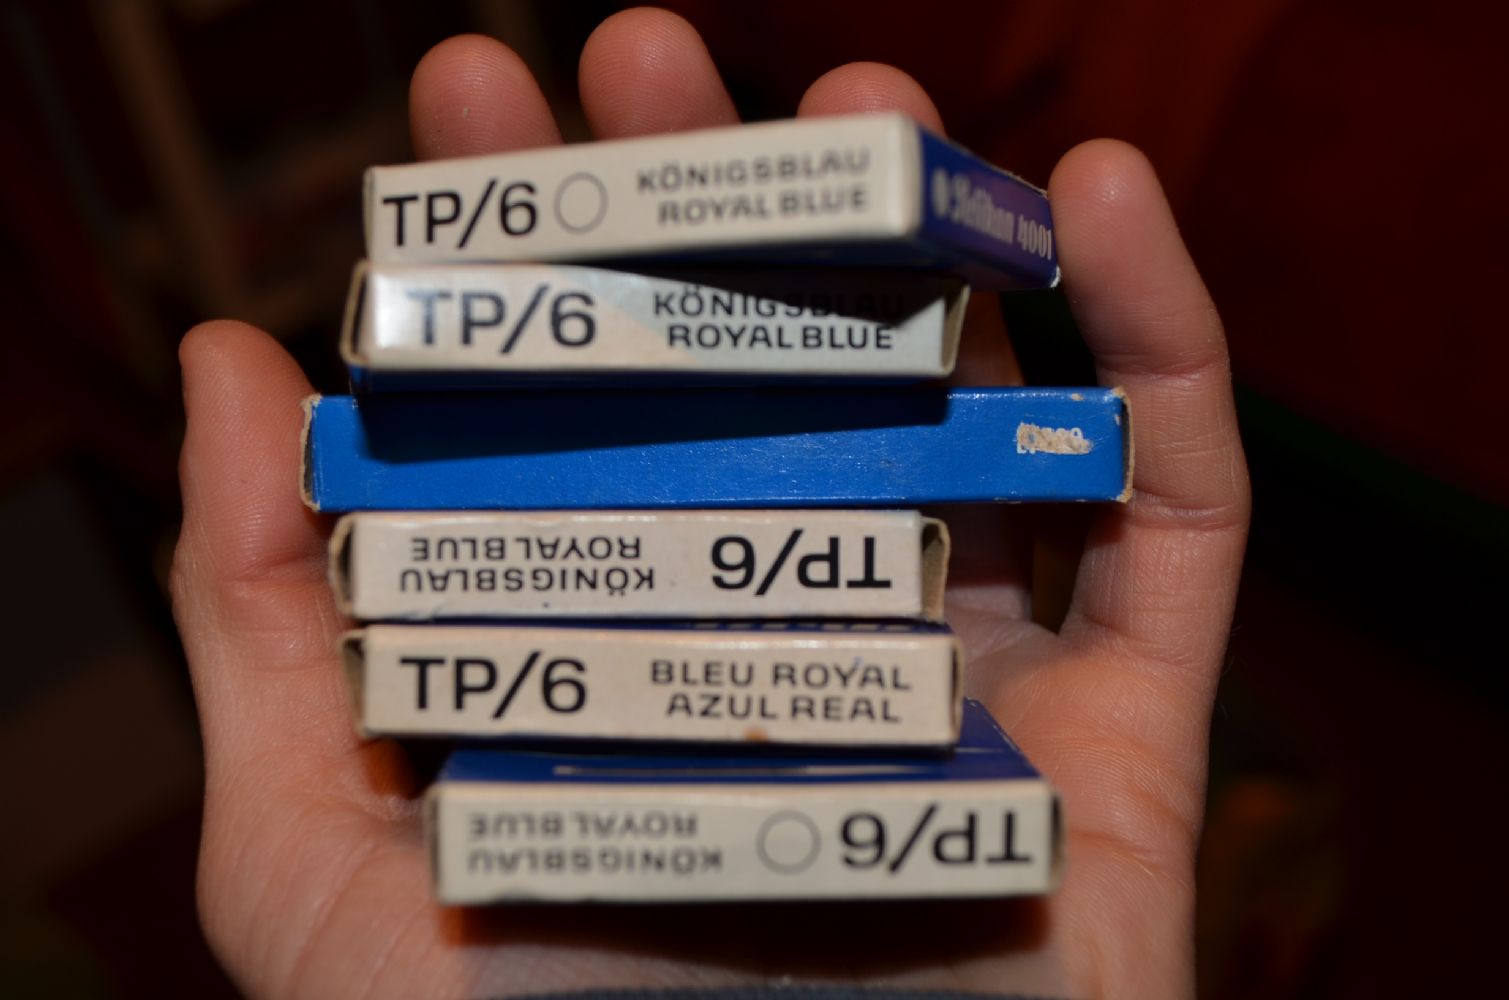 TP/6
KÖNIGSBLAU
ROYAL BLUE
Pelikan 4001
TP/6
KÖNIGSBLAU
ROYAL BLUE
TP/6
KÖNIGSBLAU
ROYAL BLUE
TP/6
BLEU ROYAL
AZUL REAL
TP/6
KÖNIGSBLAU
ROYAL BLUE